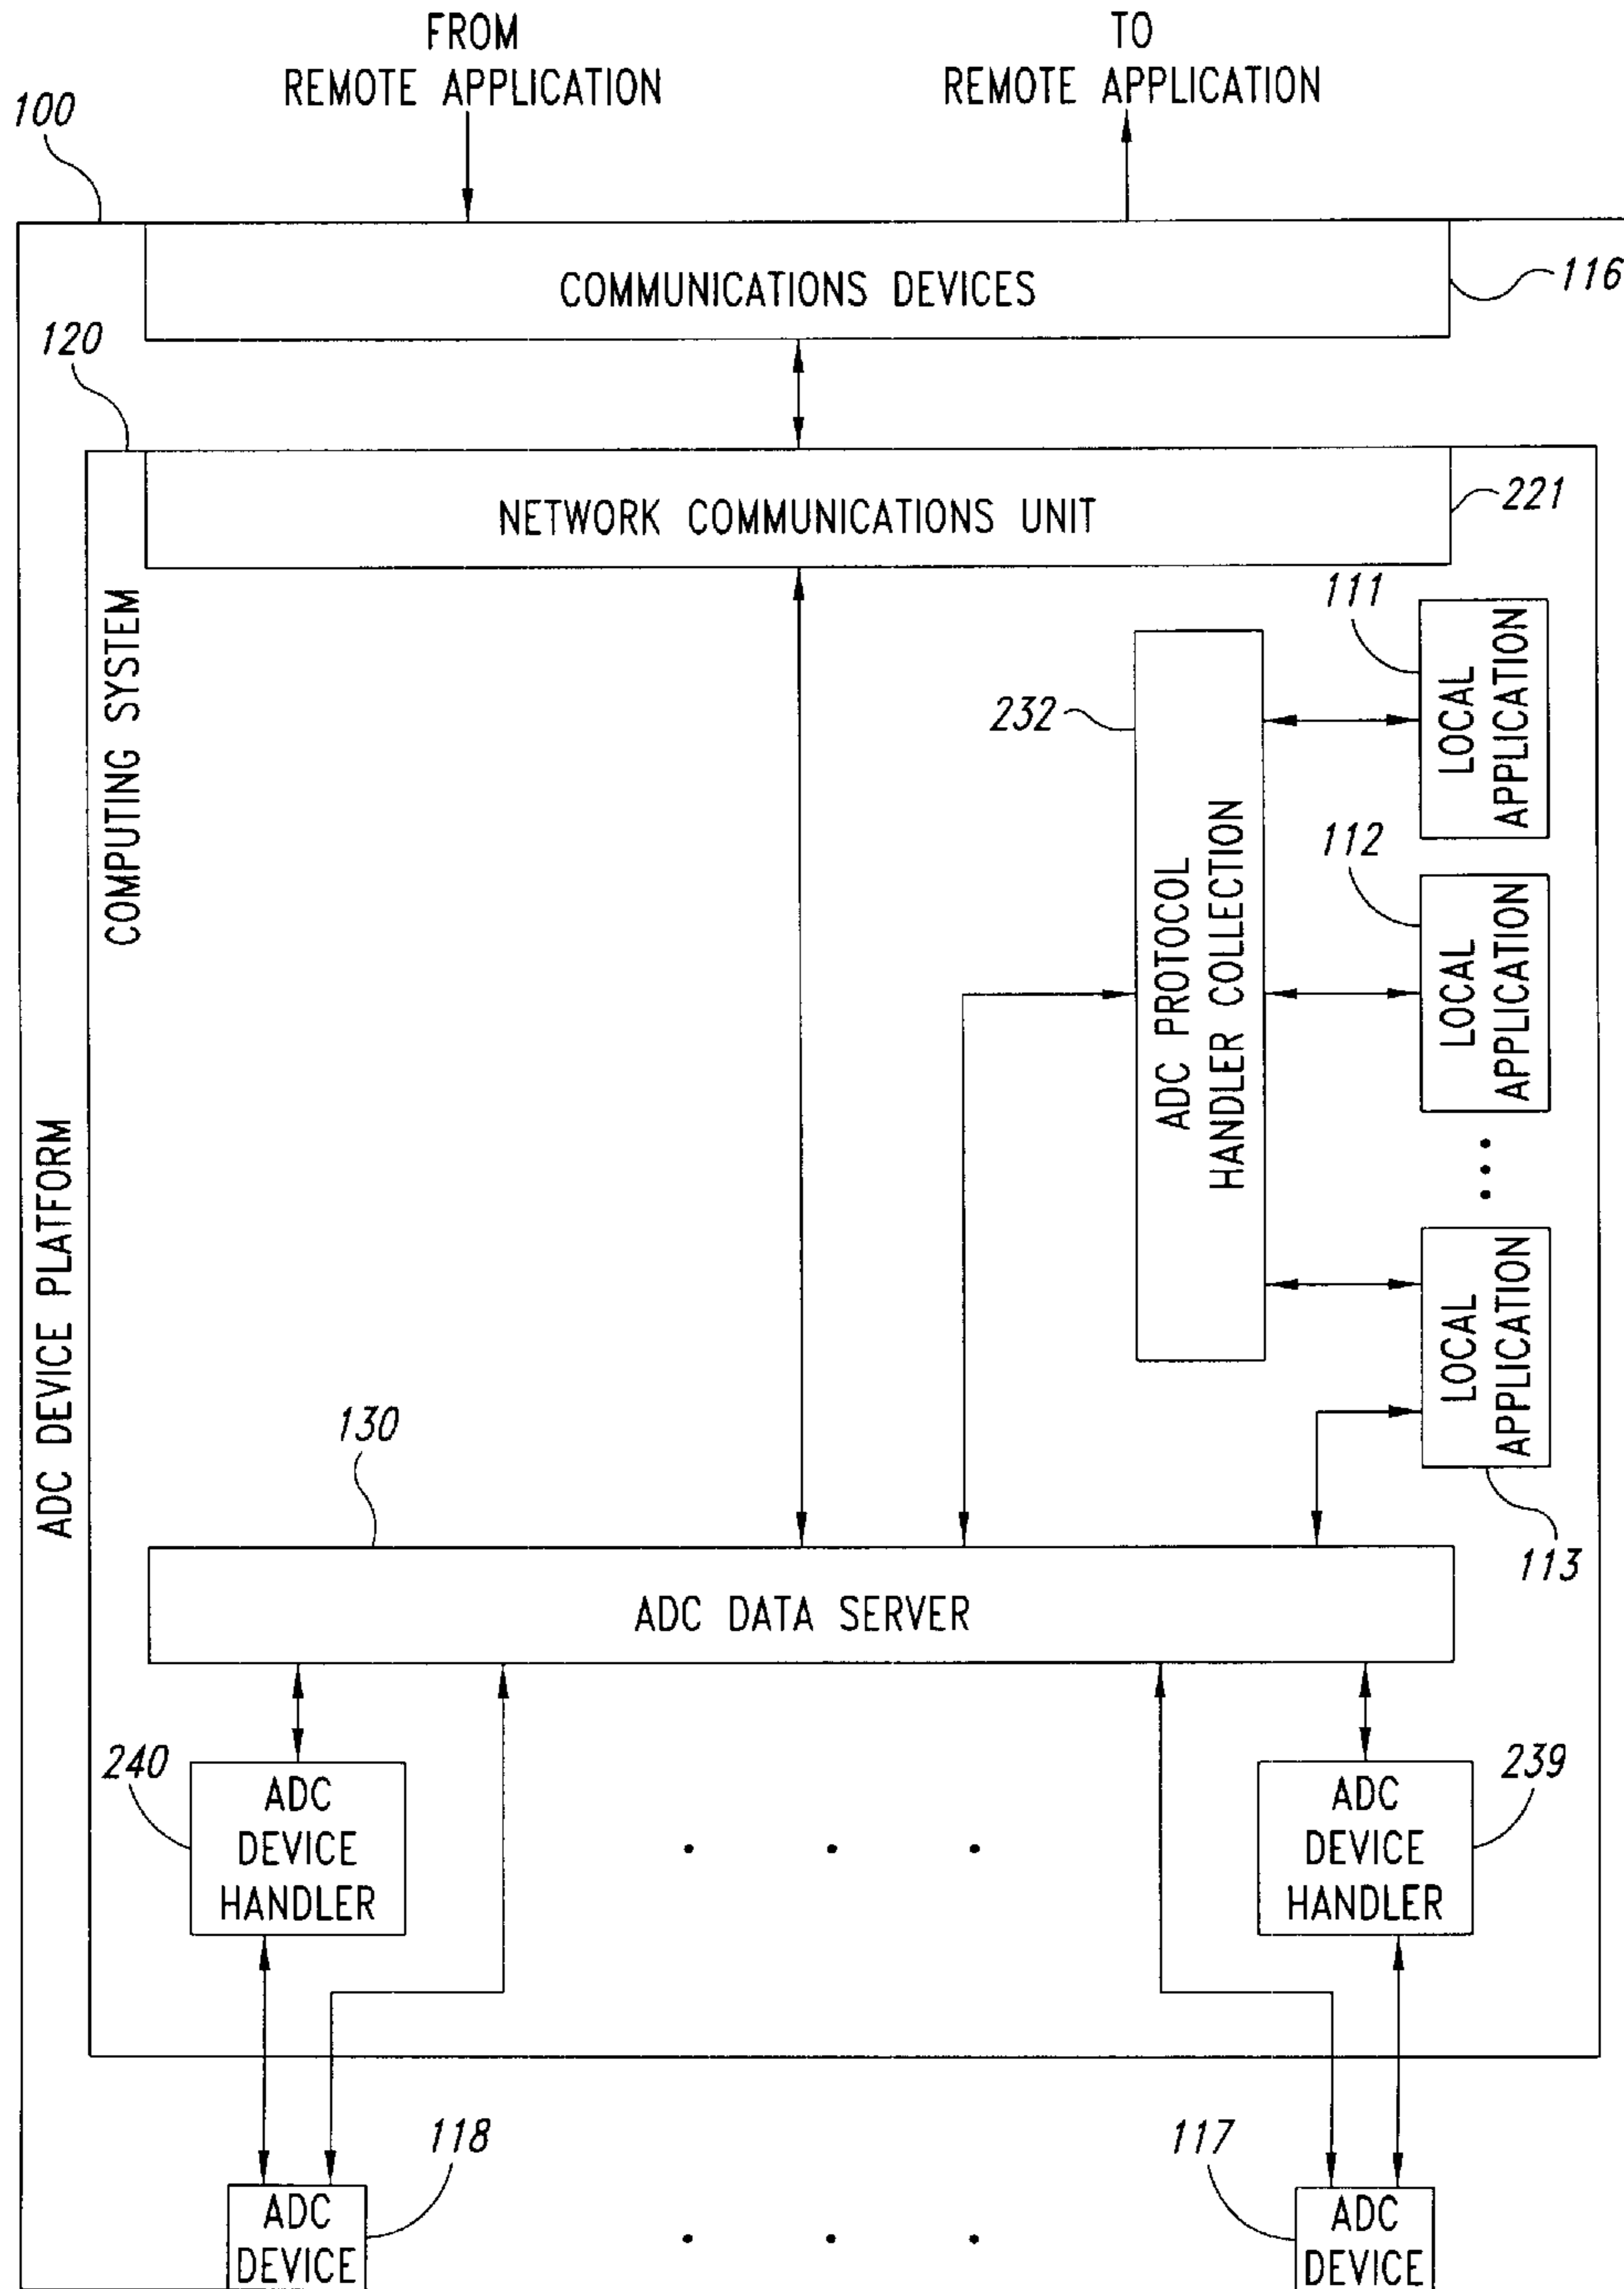 FROM
REMOTE APPLICATION
TO
REMOTE APPLICATION
100
COMMUNICATIONS DEVICES
116
120
NETWORK COMMUNICATIONS UNIT
221
COMPUTING SYSTEM
ADC DEVICE PLATFORM
111
LOCAL
APPLICATION
232
ADC PROTOCOL
HANDLER COLLECTION
112
LOCAL
APPLICATION
LOCAL
APPLICATION
113
130
ADC DATA SERVER
240
ADC
DEVICE
HANDLER
239
ADC
DEVICE
HANDLER
118
ADC
DEVICE
117
ADC
DEVICE